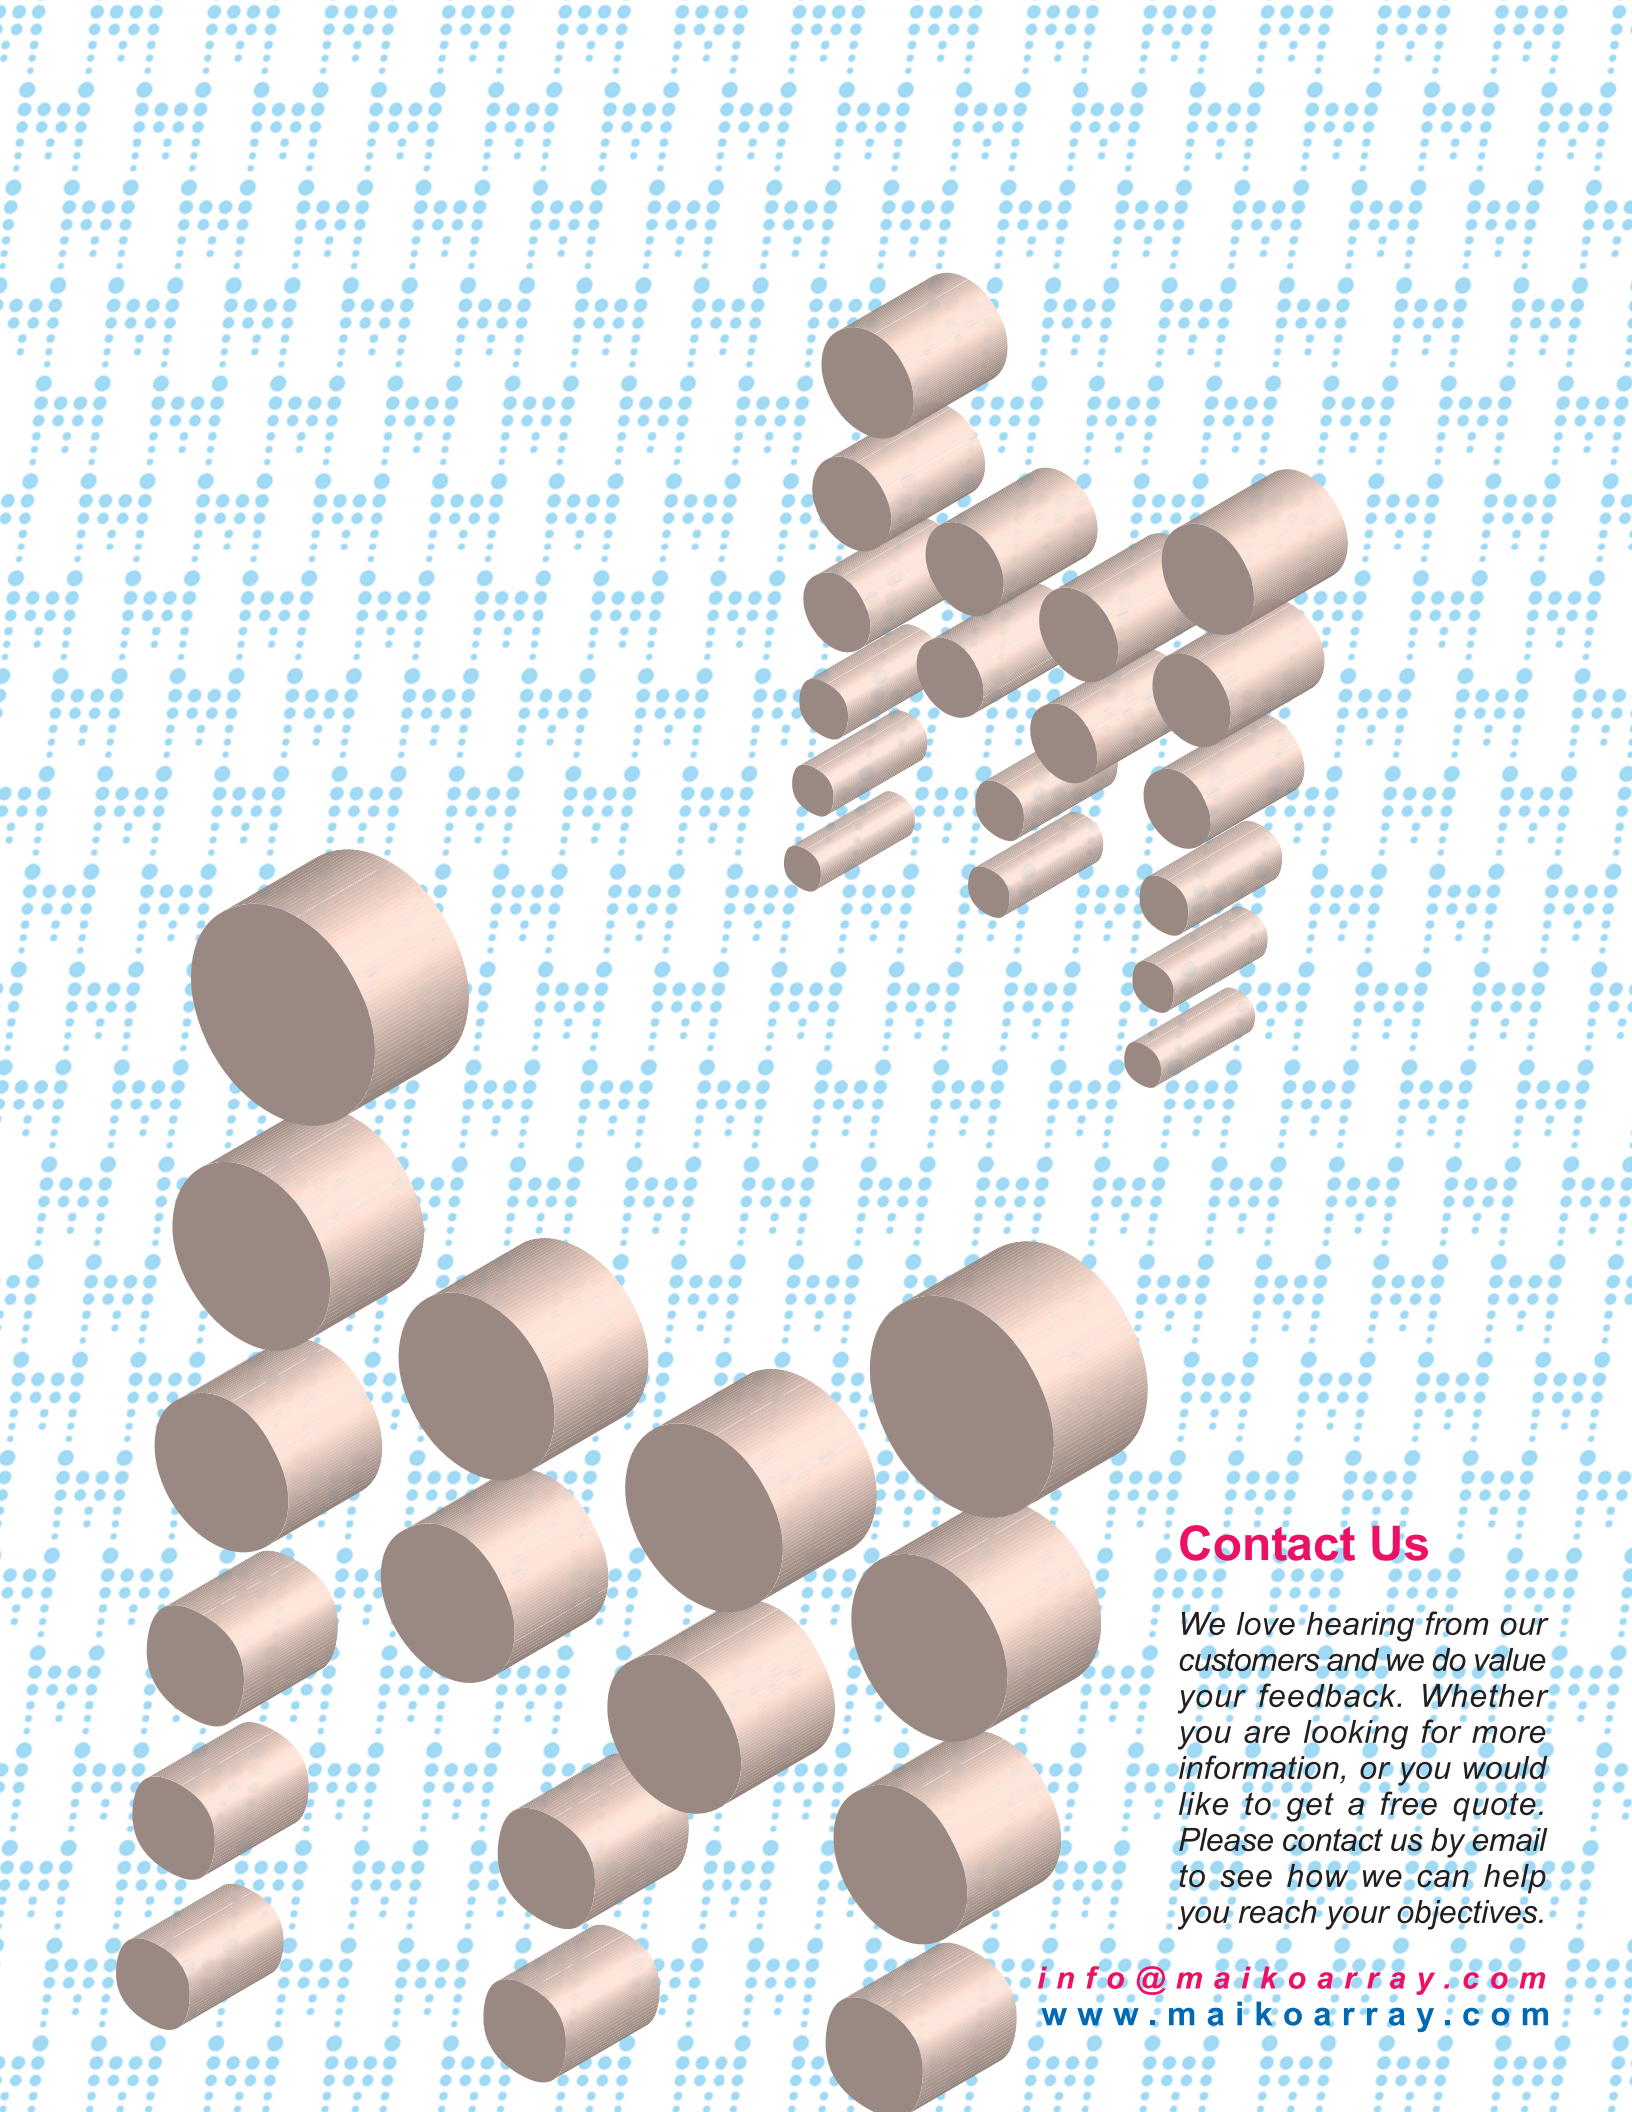 Contact Us
We love hearing from our
customers and we do value
your feedback. Whether
you are looking for more
information, or you would
like to get a free quote.
Please contact us by email
to see how we can help
you reach your objectives.
info@maikoarray.com
www.maikoarray.com